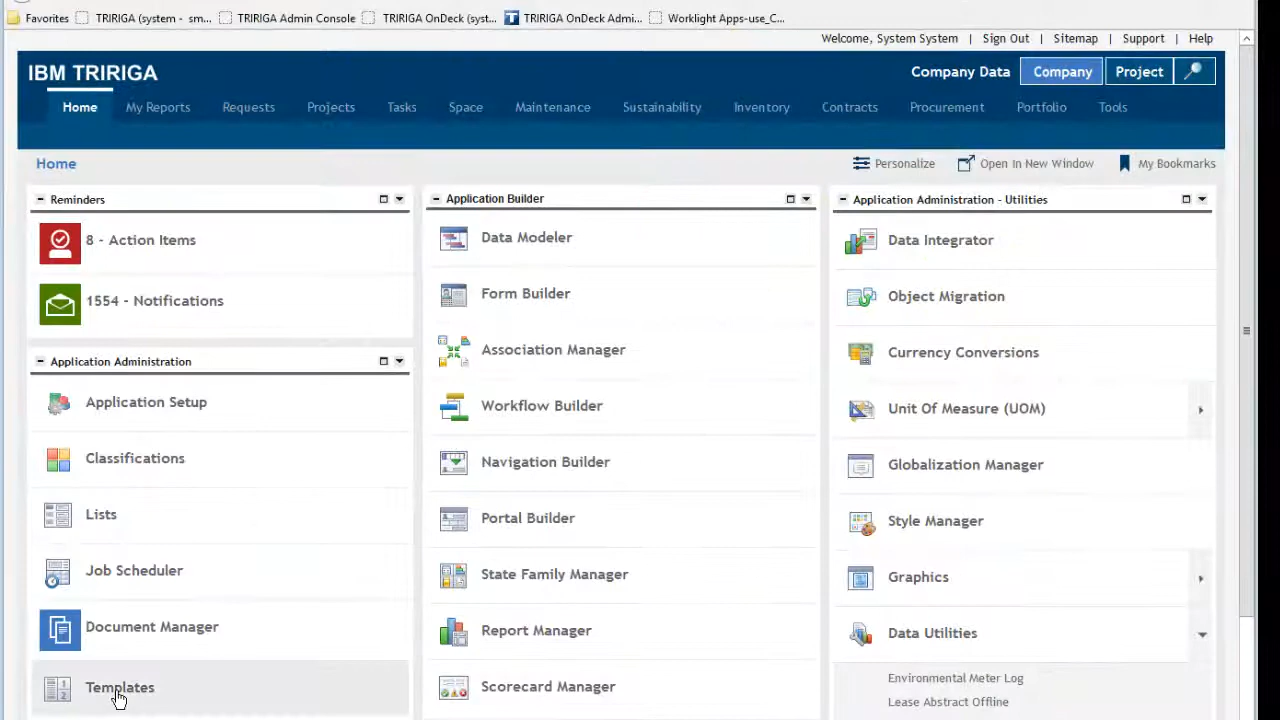 Favorites TRIRIGA (system - sm... TRIRIGA Admin Console TRIRIGA OnDeck (syst... TRIRIGA OnDeck Admi... Worklight Apps-use_C...
Welcome, System System | Sign Out | Sitemap | Support | Help
IBM TRIRIGA
Company Data Company Project
Home My Reports Requests Projects Tasks Space Maintenance Sustainability Inventory Contracts Procurement Portfolio Tools
Home
Personalize Open In New Window My Bookmarks
Reminders
8 - Action Items
1554 - Notifications
Application Administration
Application Setup
Classifications
Lists
Job Scheduler
Document Manager
1
2
Templates
Application Builder
Data Modeler
Form Builder
Association Manager
Workflow Builder
Navigation Builder
Portal Builder
State Family Manager
Report Manager
Scorecard Manager
Application Administration - Utilities
Data Integrator
Object Migration
Currency Conversions
Unit Of Measure (UOM)
Globalization Manager
Style Manager
Graphics
Data Utilities
Environmental Meter Log
Lease Abstract Offline